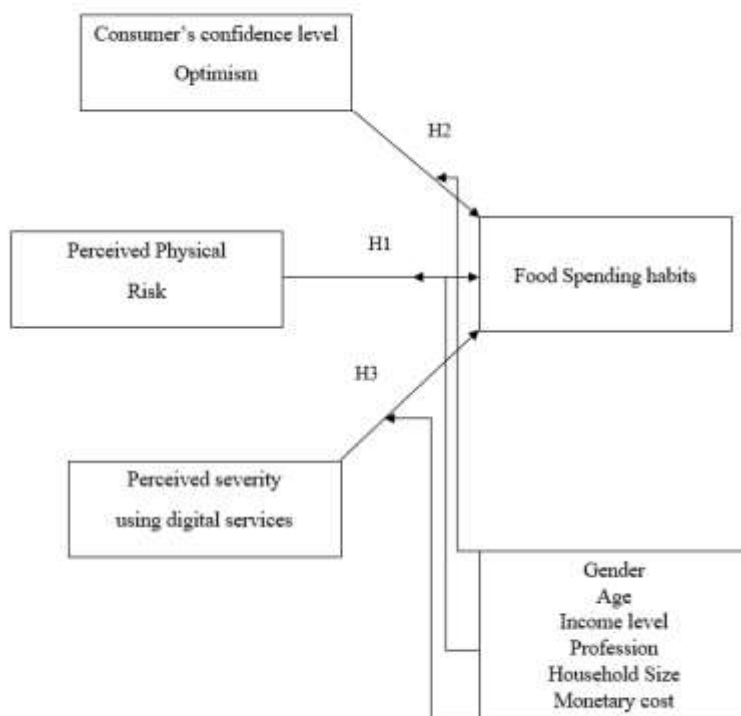 Consumer’s confidence level
Optimism
H2
Perceived Physical
Risk
H1
Food Spending habits
H3
Perceived severity
using digital services
Gender
Age
Income level
Profession
Household Size
Monetary cost